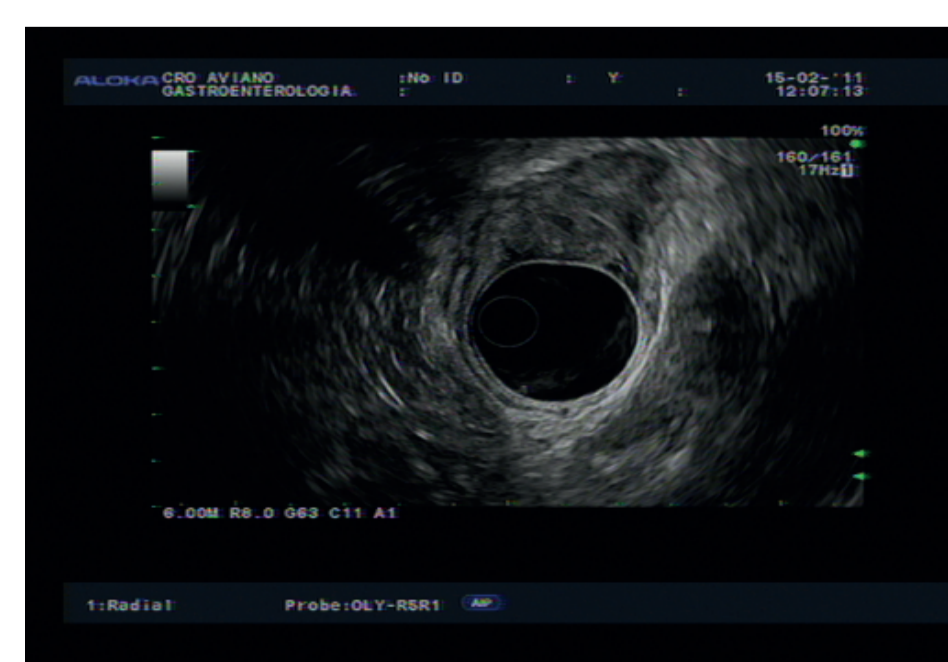 ALOKA CRO AVIANO :No ID : Y 15-02-'11
GASTROENTEROLOGIA : : 12:07:13
100%
160/161
17Hz
6.00M R8.0 G63 C11 A1
1:Radial Probe:OLY-RSR1 AIP